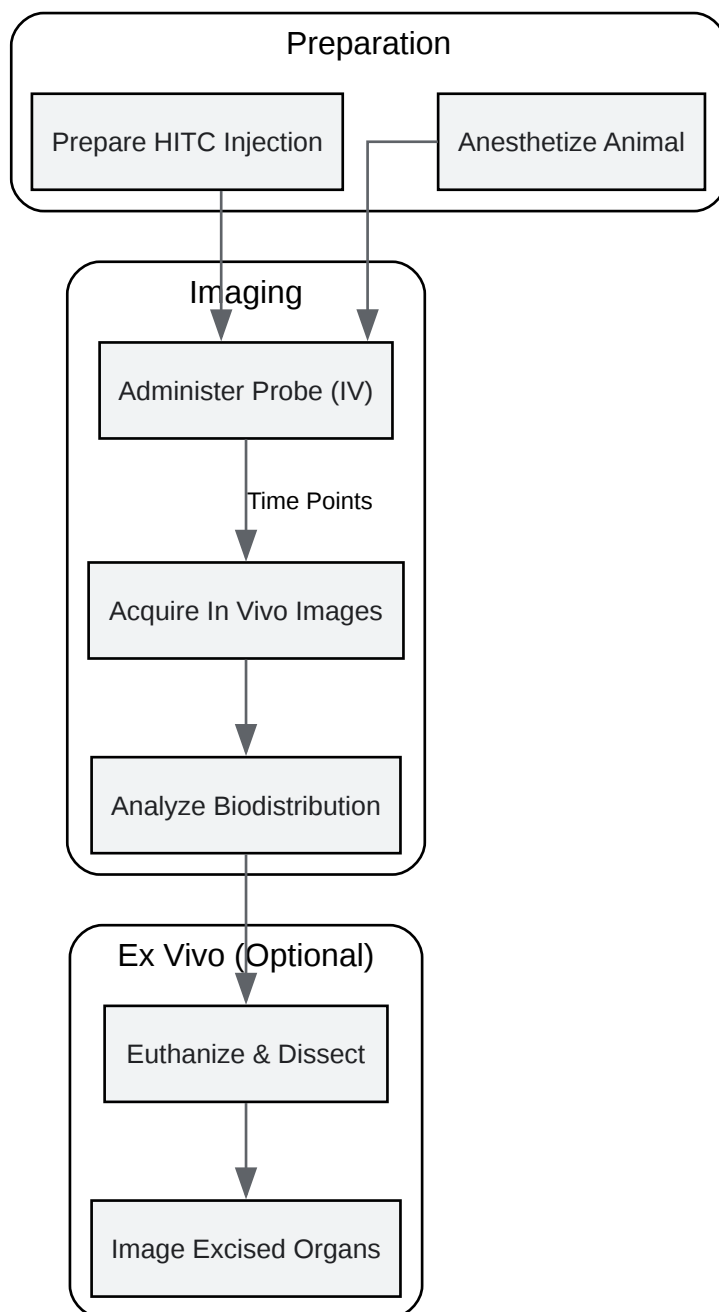 Preparation
Prepare HITC Injection
Anesthetize Animal
Imaging
Administer Probe (IV)
Time Points
Acquire In Vivo Images
Analyze Biodistribution
Ex Vivo (Optional)
Euthanize & Dissect
Image Excised Organs